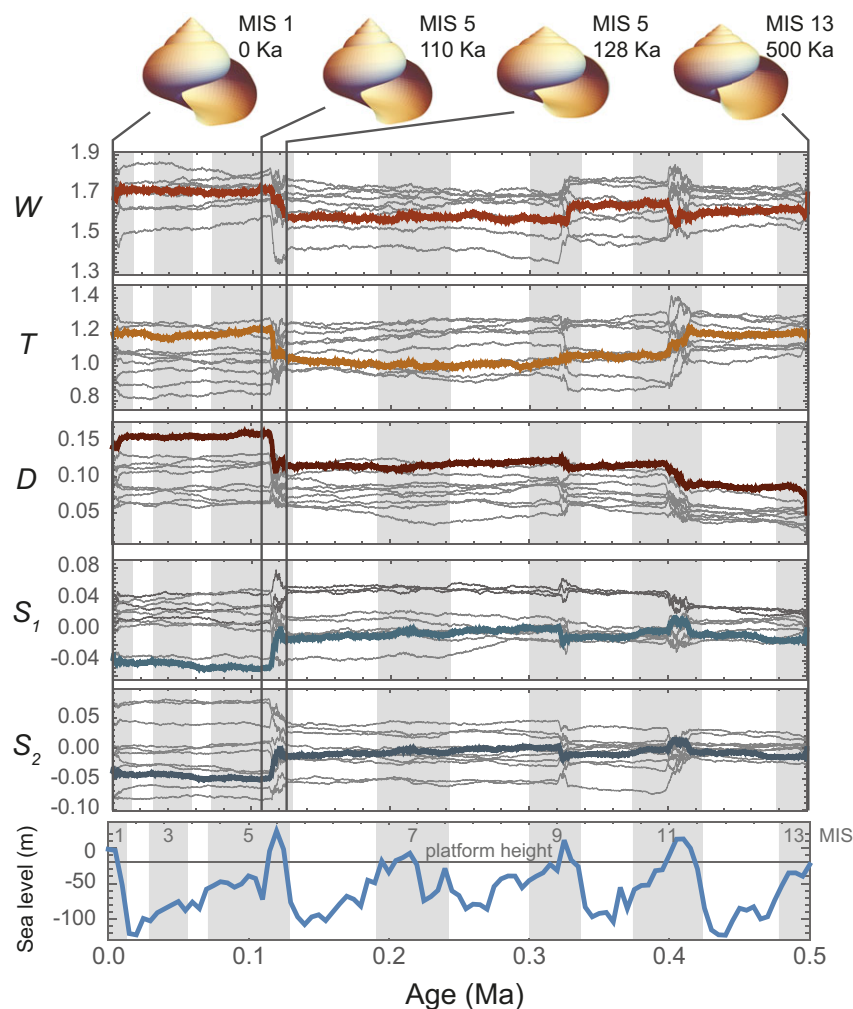 MIS 1
0 Ka
MIS 5
110 Ka
MIS 5
128 Ka
MIS 13
500 Ka
W
1.9
1.7
1.5
1.3
T
1.4
1.2
1.0
0.8
D
0.15
0.10
0.05
S1
0.08
0.04
0.00
-0.04
S2
0.05
0.00
-0.05
-0.10
Sea level (m)
0
-50
-100
1 3 5 7 9 11 13 MIS
platform height
0.0 0.1 0.2 0.3 0.4 0.5
Age (Ma)